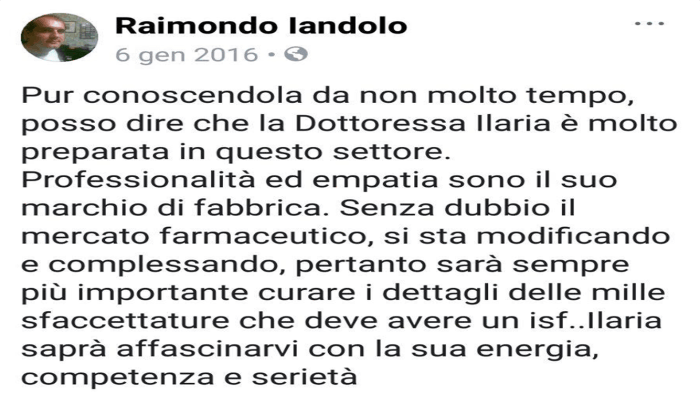 Raimondo Iandolo
6 gen 2016
Pur conoscendola da non molto tempo,
posso dire che la Dottoressa Ilaria è molto
preparata in questo settore.
Professionalità ed empatia sono il suo
marchio di fabbrica. Senza dubbio il
mercato farmaceutico, si sta modificando
e complessando, pertanto sarà sempre
più importante curare i dettagli delle mille
sfaccettature che deve avere un isf..Ilaria
saprà affascinarvi con la sua energia,
competenza e serietà